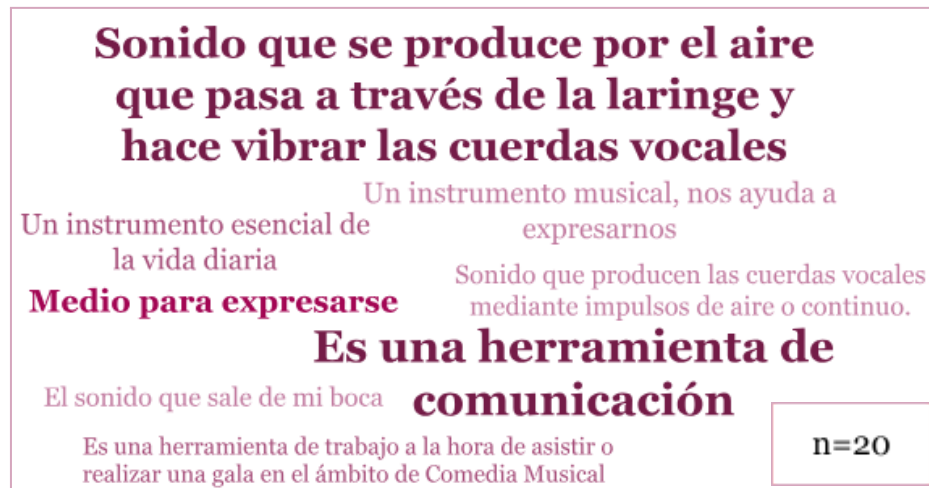 Sonido que se produce por el aire
que pasa a través de la laringe y
hace vibrar las cuerdas vocales
Un instrumento musical, nos ayuda a
expresarnos
Un instrumento esencial de
la vida diaria
Sonido que producen las cuerdas vocales
mediante impulsos de aire o continuo.
Medio para expresarse
Es una herramienta de
comunicación
El sonido que sale de mi boca
Es una herramienta de trabajo a la hora de asistir o
realizar una gala en el ámbito de Comedia Musical
n=20